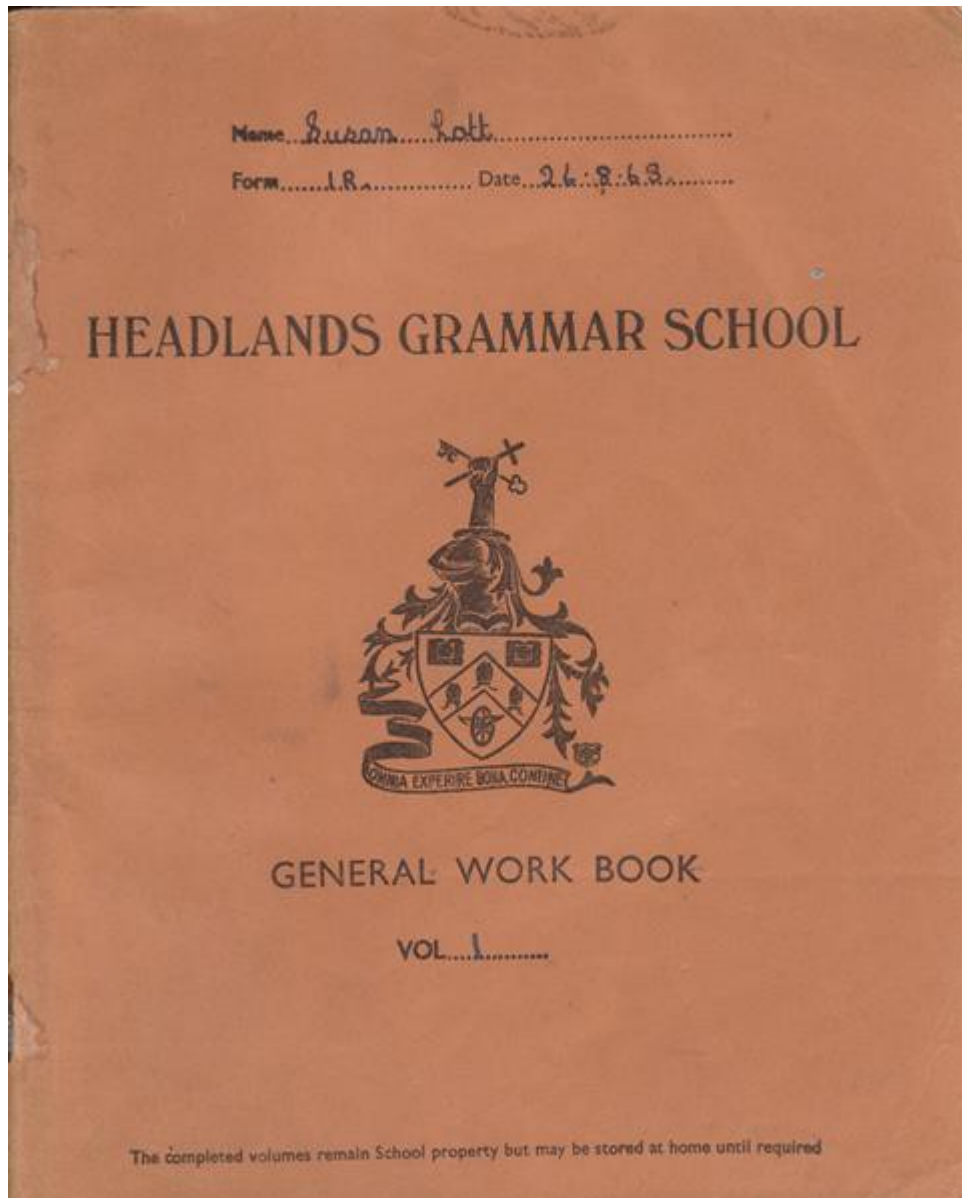 Name Susan Lott
Form 1R. Date 26.8.63.
HEADLANDS GRAMMAR SCHOOL
OMNIA EXPERIRE BONA CONTINE
GENERAL WORK BOOK
VOL 1
The completed volumes remain School property but may be stored at home until required